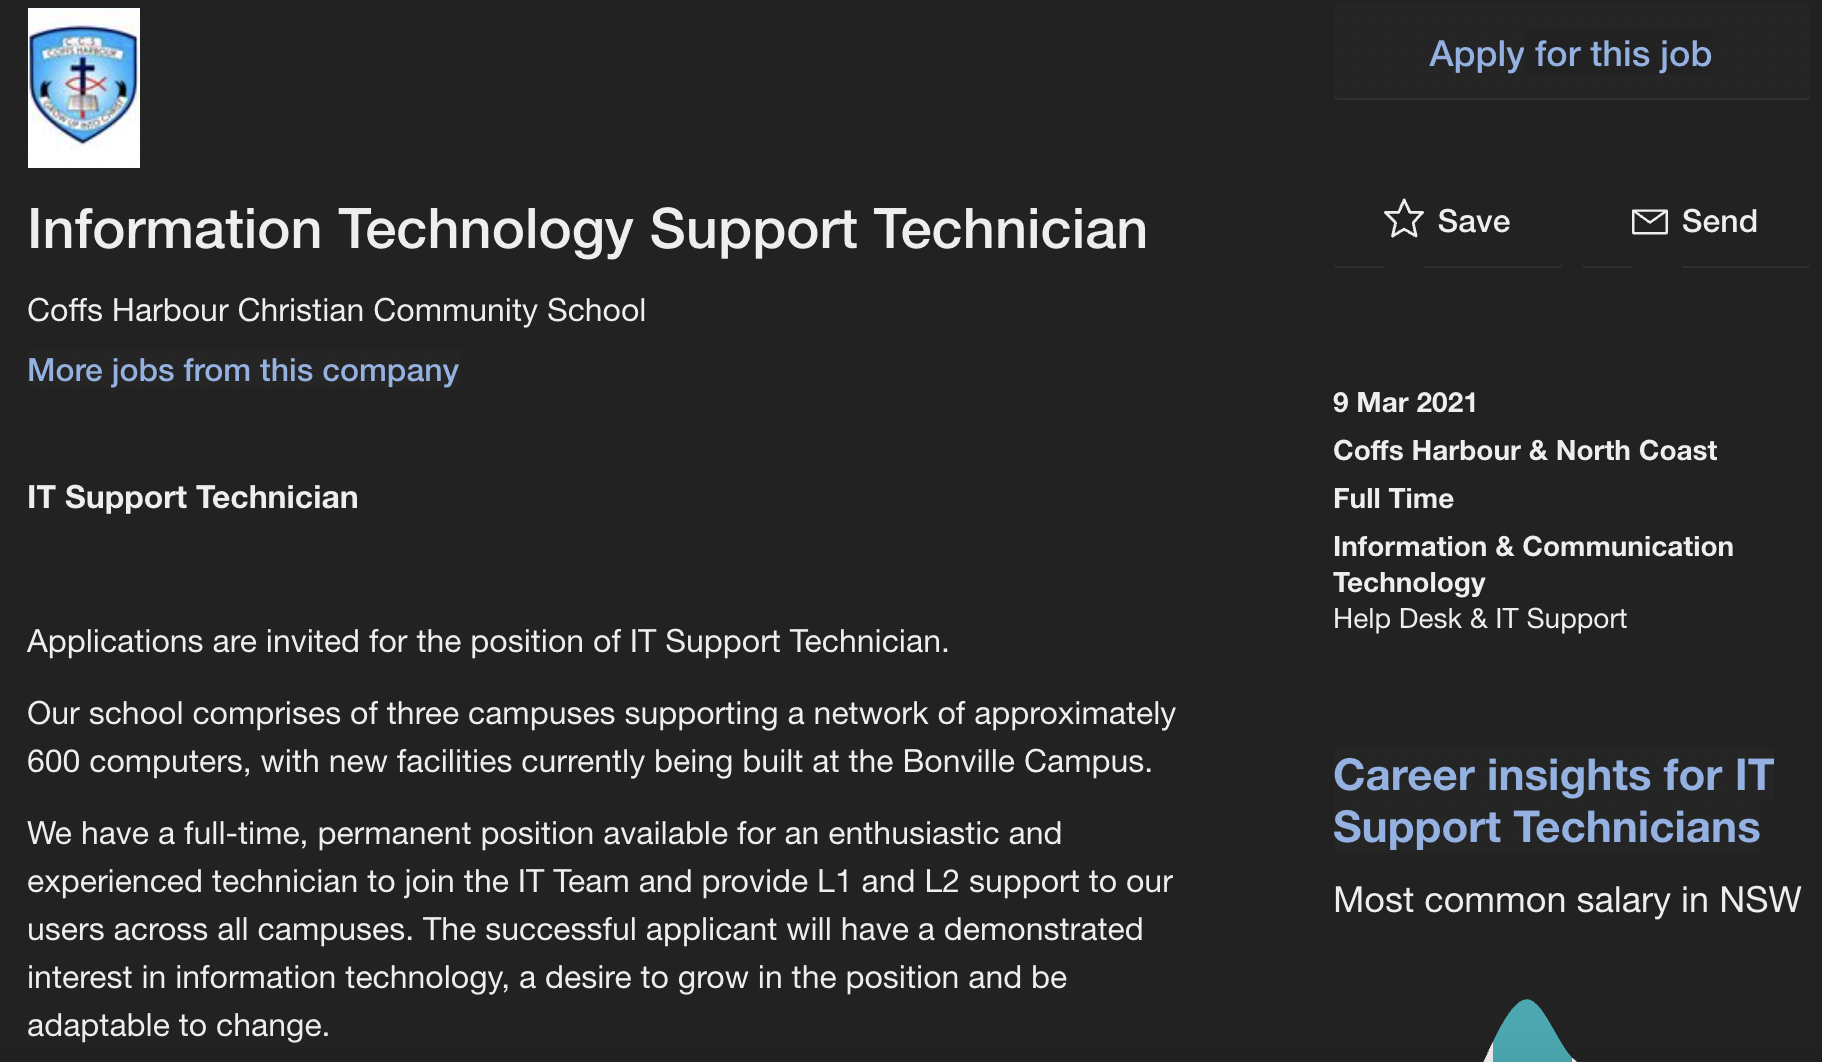 C.C.S.
COFFS HARBOUR
GROW UP INTO CHRIST
Information Technology Support Technician
Coffs Harbour Christian Community School
More jobs from this company
IT Support Technician
Applications are invited for the position of IT Support Technician.
Our school comprises of three campuses supporting a network of approximately
600 computers, with new facilities currently being built at the Bonville Campus.
We have a full-time, permanent position available for an enthusiastic and
experienced technician to join the IT Team and provide L1 and L2 support to our
users across all campuses. The successful applicant will have a demonstrated
interest in information technology, a desire to grow in the position and be
adaptable to change.
Apply for this job
Save
Send
9 Mar 2021
Coffs Harbour & North Coast
Full Time
Information & Communication
Technology
Help Desk & IT Support
Career insights for IT
Support Technicians
Most common salary in NSW